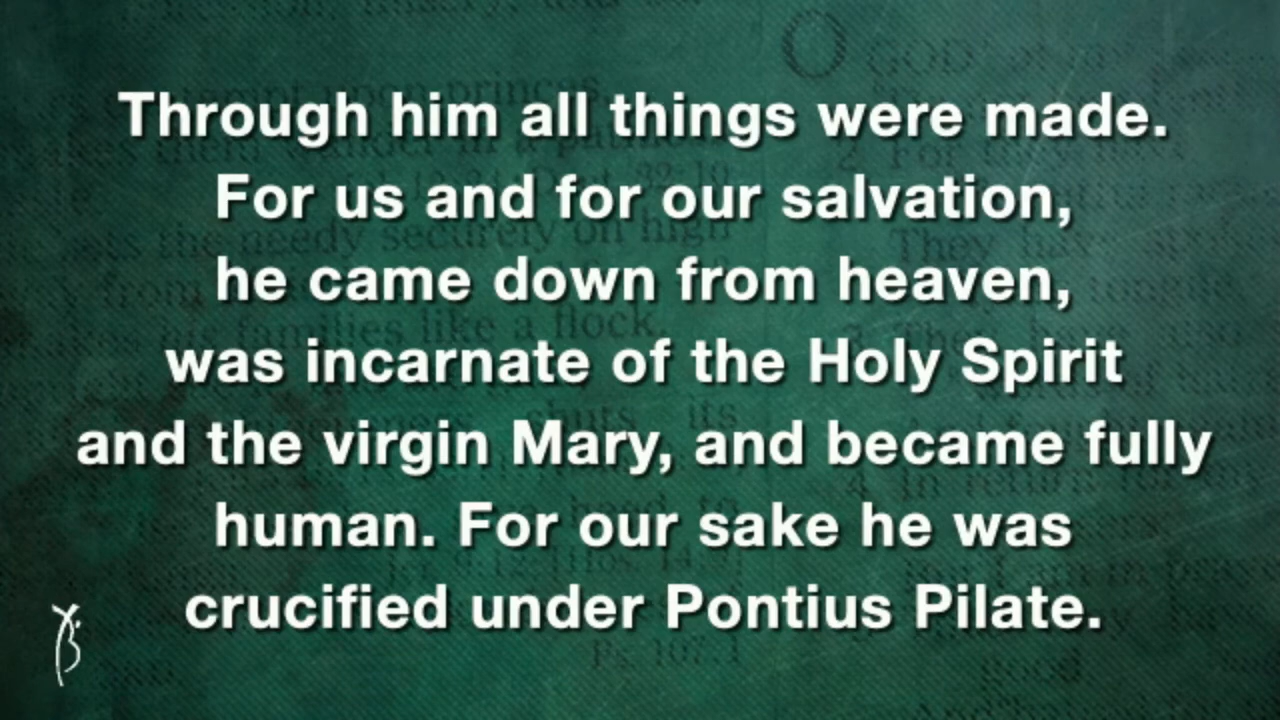 Through him all things were made.
For us and for our salvation,
he came down from heaven,
was incarnate of the Holy Spirit
and the virgin Mary, and became fully
human. For our sake he was
crucified under Pontius Pilate.